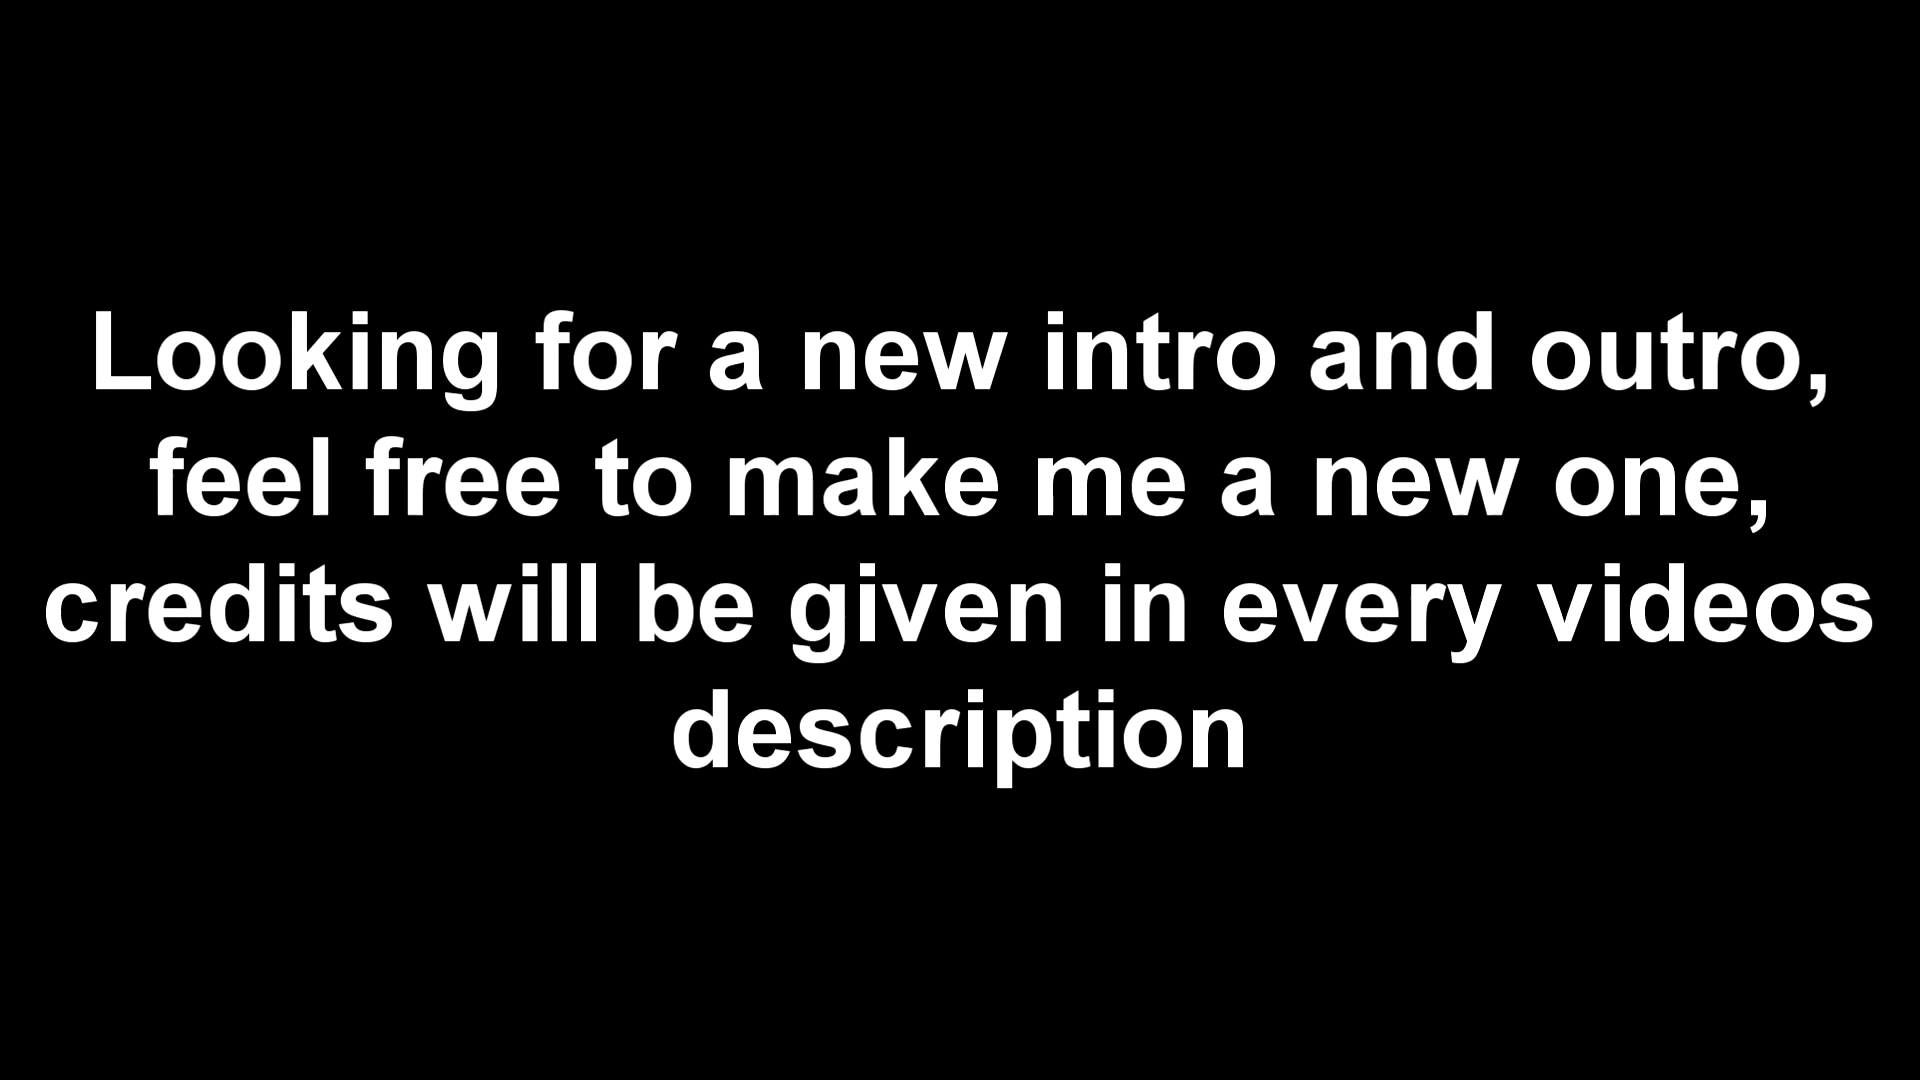 Looking for a new intro and outro,
feel free to make me a new one,
credits will be given in every videos
description